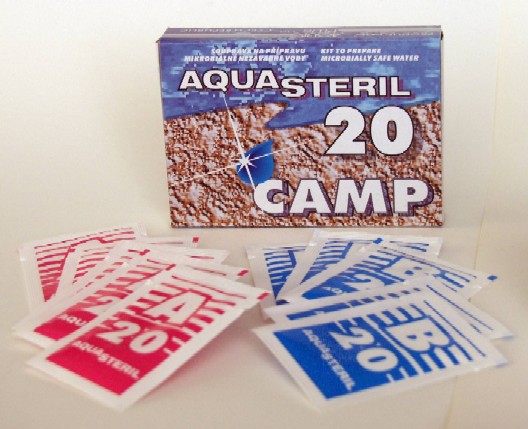 SOUPRAVA NA PŘÍPRAVU
MIKROBIÁLNĚ NEZÁVADNÉ VODY
KIT TO PREPARE
MICROBIALLY SAFE WATER
AQUASTERIL
20
CAMP
A
20
AQUASTERIL
B
B
20
AQUASTERIL